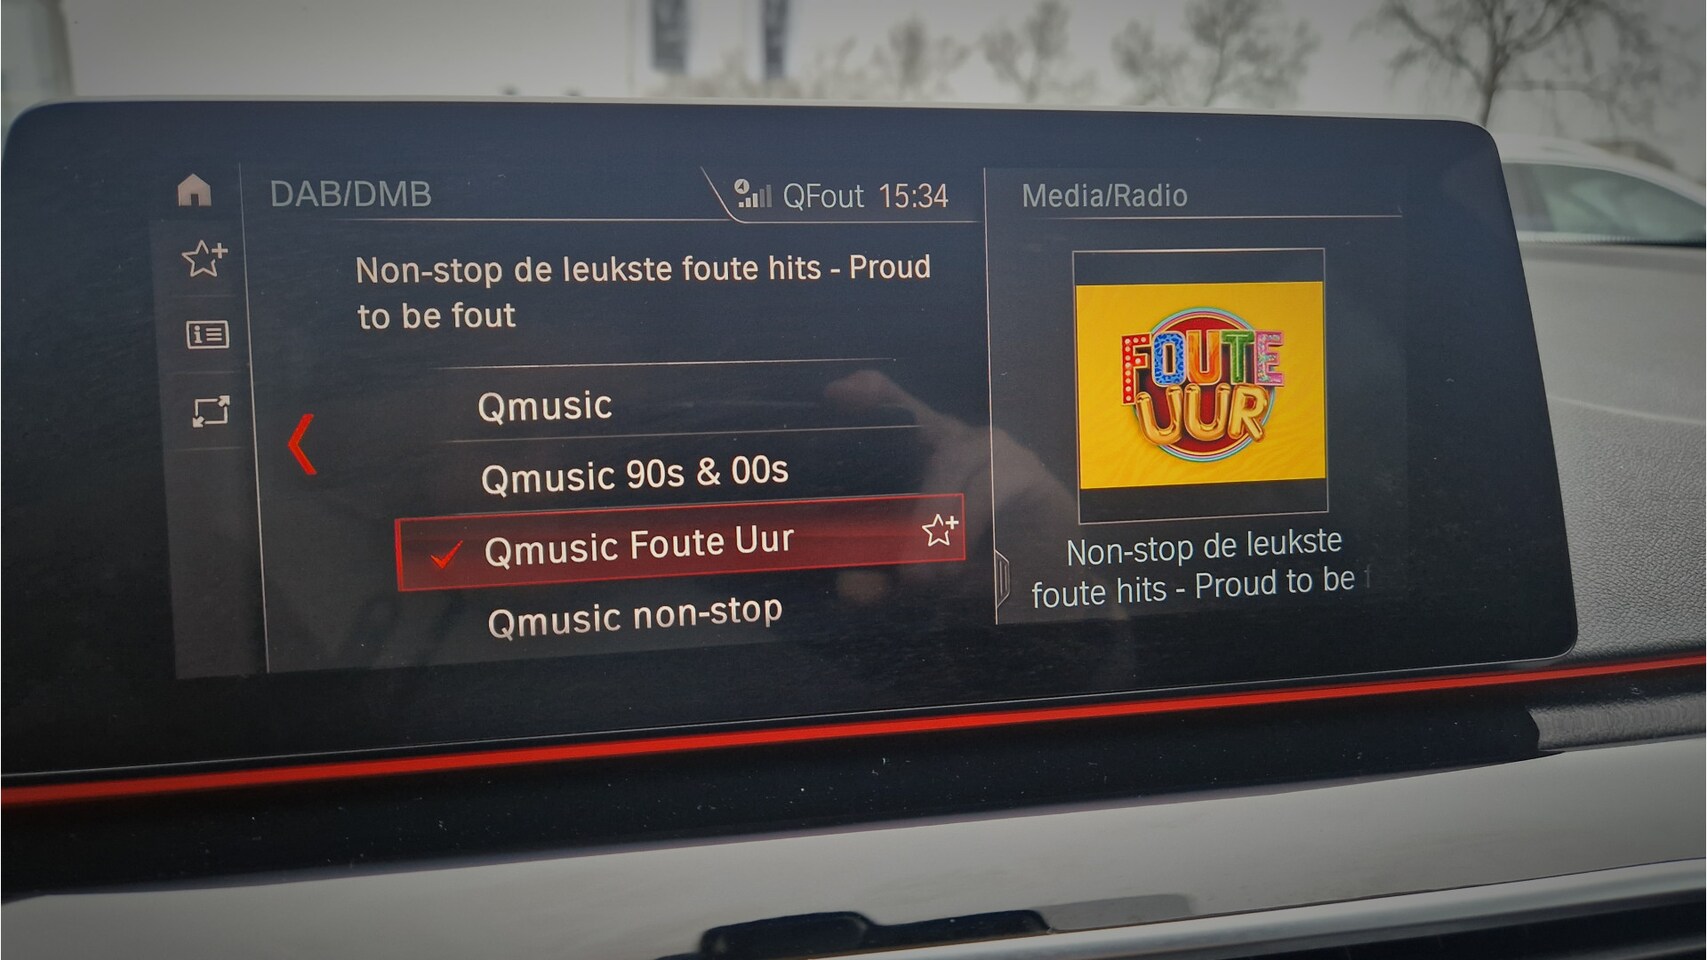 DAB/DMB
QFout 15:34
Media/Radio
Non-stop de leukste foute hits - Proud
to be fout
Qmusic
Qmusic 90s & 00s
Qmusic Foute Uur
Qmusic non-stop
FOUTE
UUR
Non-stop de leukste
foute hits - Proud to be